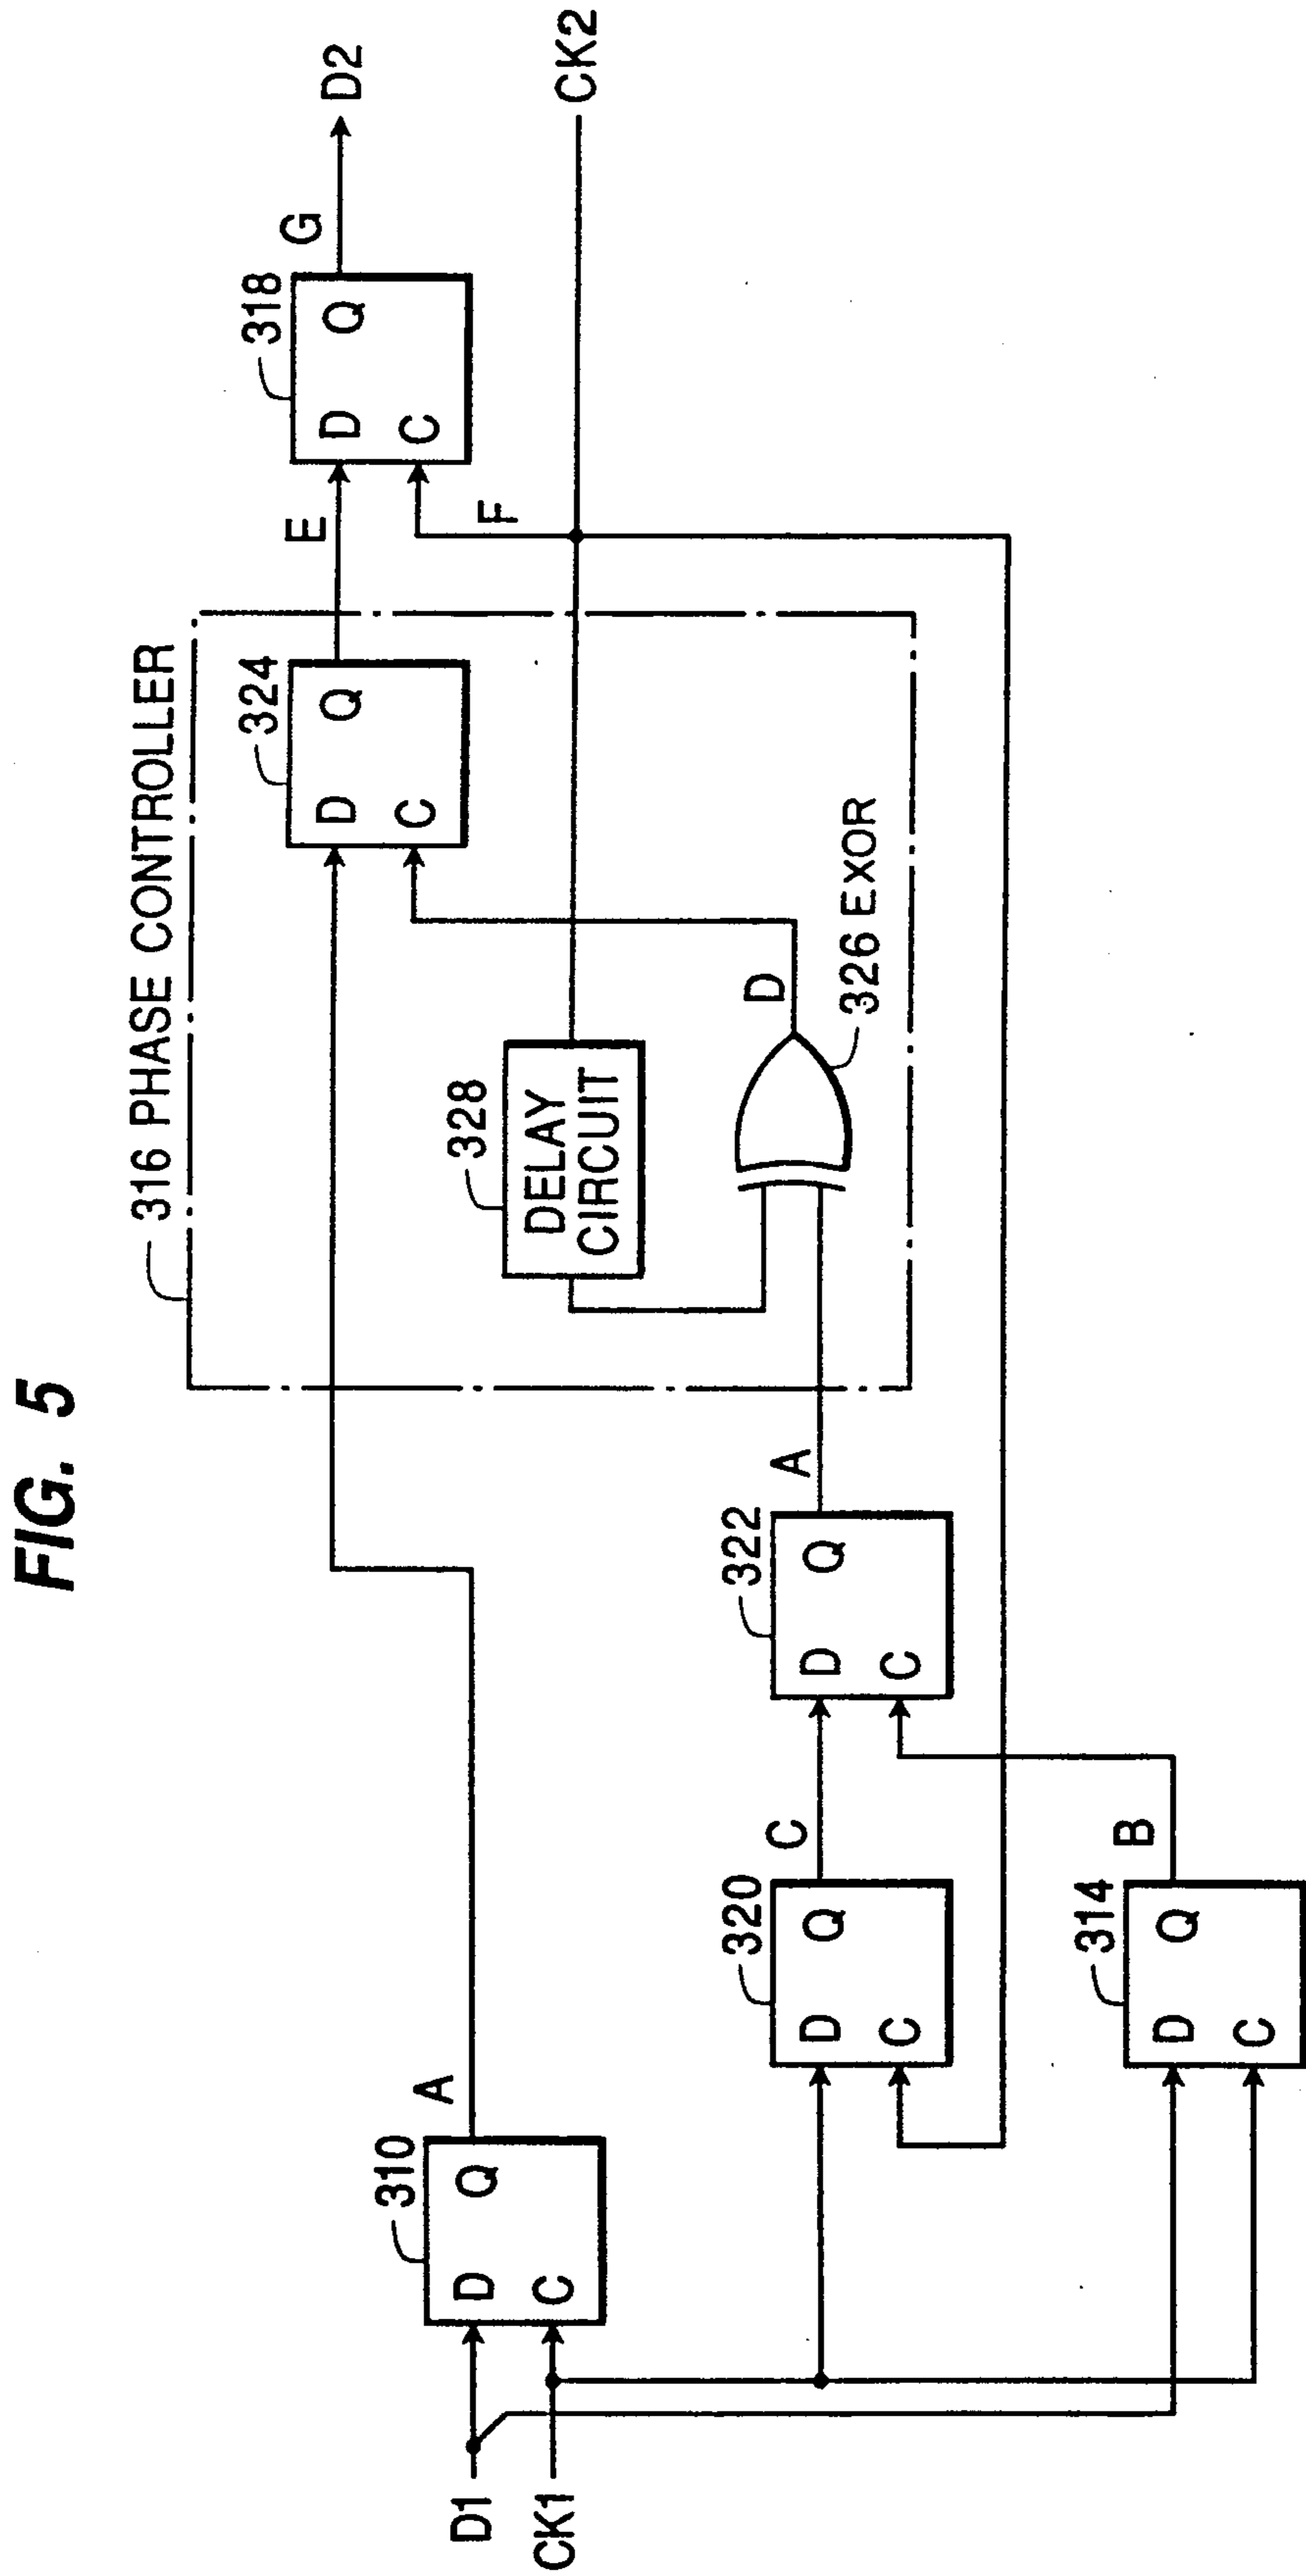 FIG. 5
316 PHASE CONTROLLER
310
D Q
C
A
D1
CK1
324
D Q
C
E
318
D Q
C
G
D2
F
CK2
328
DELAY
CIRCUIT
D
326 EXOR
320
D Q
C
C
322
D Q
C
A
314
D Q
C
B